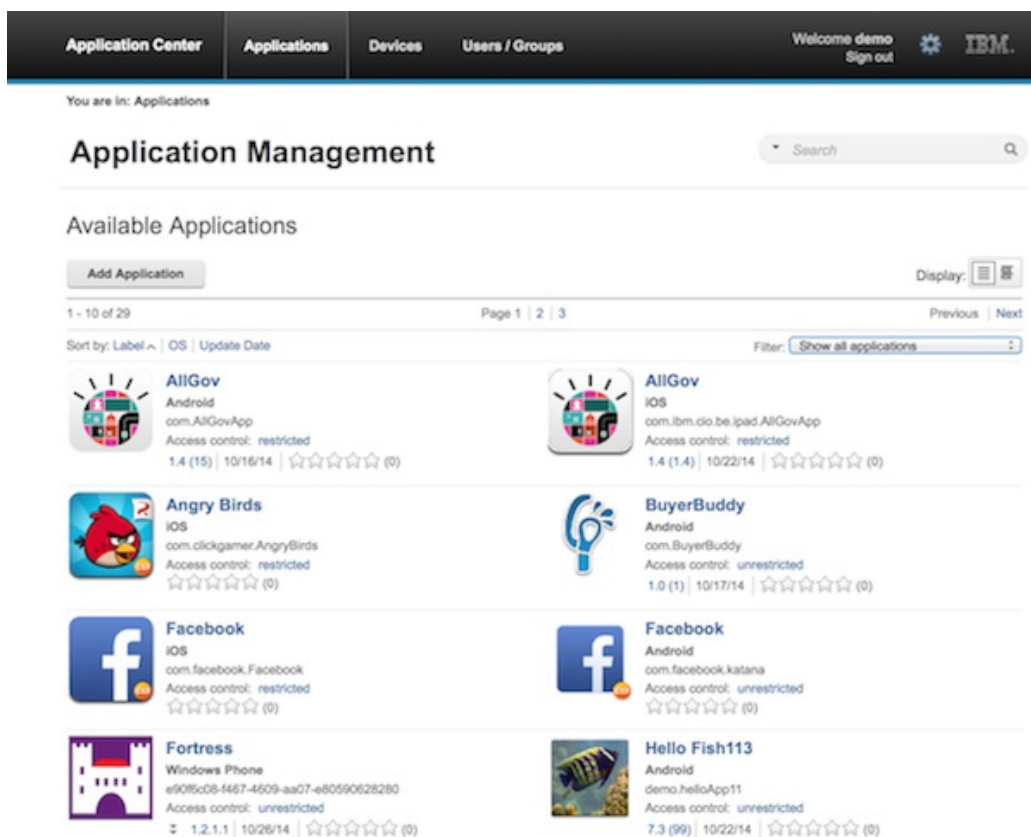 Application Center Applications Devices Users / Groups Welcome demo IBM.
Sign out
You are in: Applications
Application Management
Search
Available Applications
Add Application Display:
1 - 10 of 29 Page 1 | 2 | 3 Previous | Next
Sort by: Label | OS | Update Date Filter: Show all applications
AllGov
Android
com.AllGovApp
Access control: restricted
1.4 (15) | 10/16/14 | (0)
AllGov
iOS
com.ibm.cio.be.ipad.AllGovApp
Access control: restricted
1.4 (1.4) | 10/22/14 | (0)
Angry Birds
iOS
com.clickgamer.AngryBirds
Access control: restricted
(0)
BuyerBuddy
Android
com.BuyerBuddy
Access control: unrestricted
1.0 (1) | 10/17/14 | (0)
Facebook
iOS
com.facebook.Facebook
Access control: restricted
(0)
Facebook
Android
com.facebook.katana
Access control: unrestricted
(0)
Fortress
Windows Phone
e90f6c08-f467-4609-aa07-e80590628280
Access control: unrestricted
1.2.1.1 | 10/26/14 | (0)
Hello Fish113
Android
demo.helloApp11
Access control: unrestricted
7.3 (99) | 10/22/14 | (0)